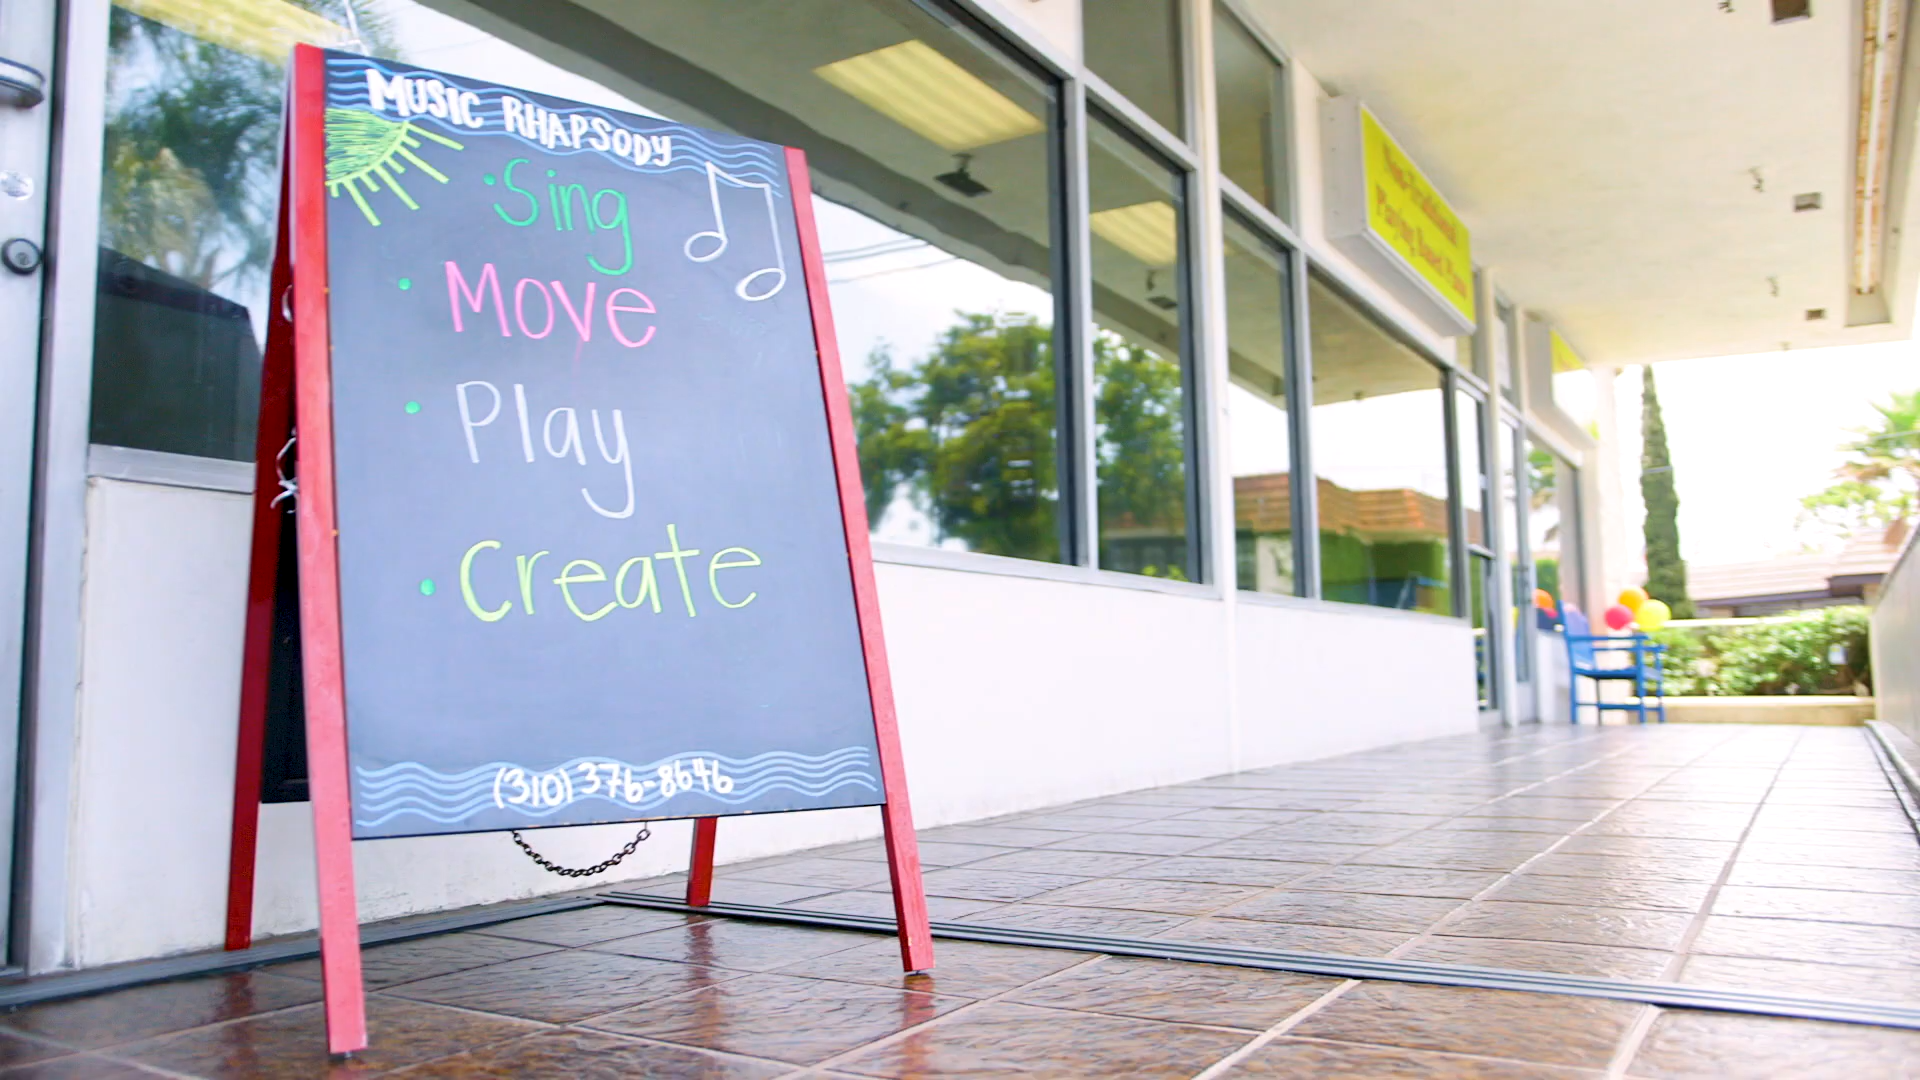 MUSIC RHAPSODY
• Sing
• Move
• Play
• Create
(310) 376-8646